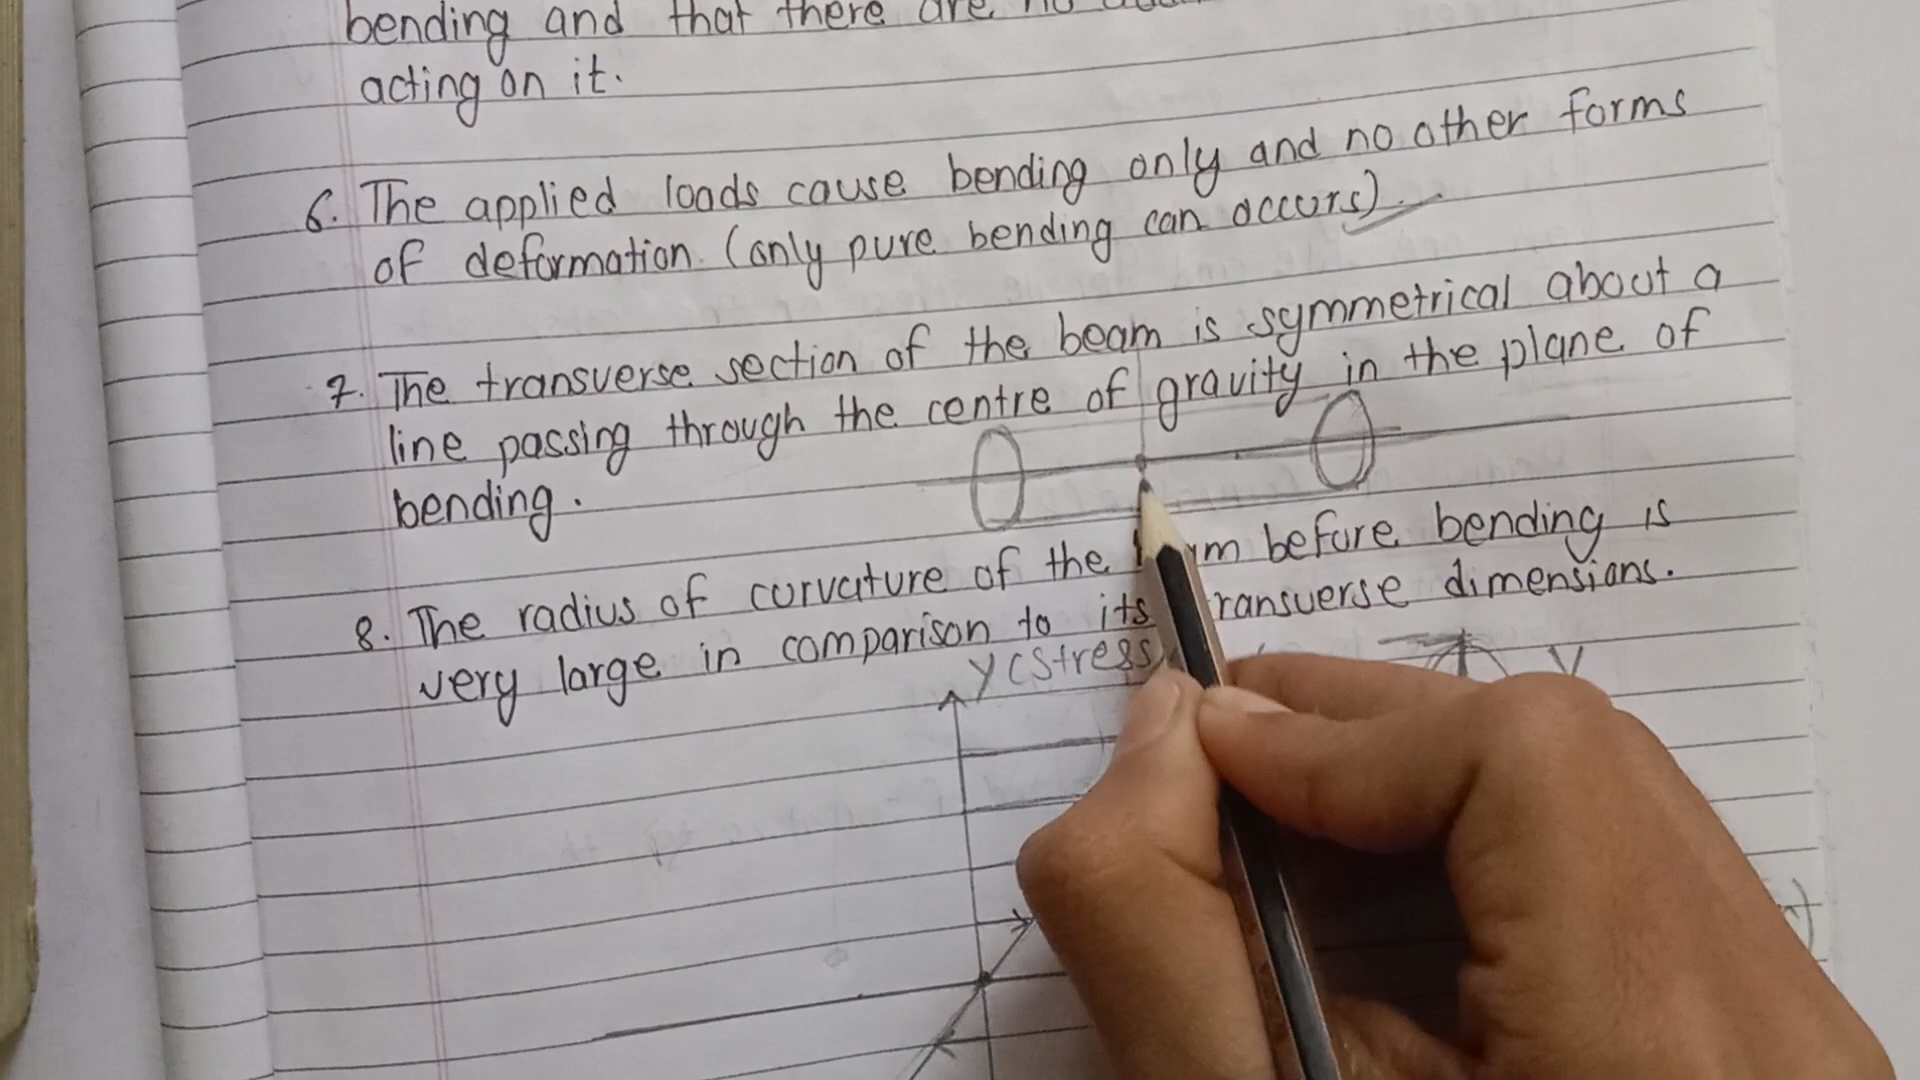 bending and that there are no
acting on it.
6. The applied loads cause bending only and no other forms
of deformation. (only pure bending can occurs).
7. The transverse section of the beam is symmetrical about a
line passing through the centre of gravity in the plane of
bending.
8. The radius of curvature of the before bending is
very large in comparison to its transverse dimensions.
y (stress)
y